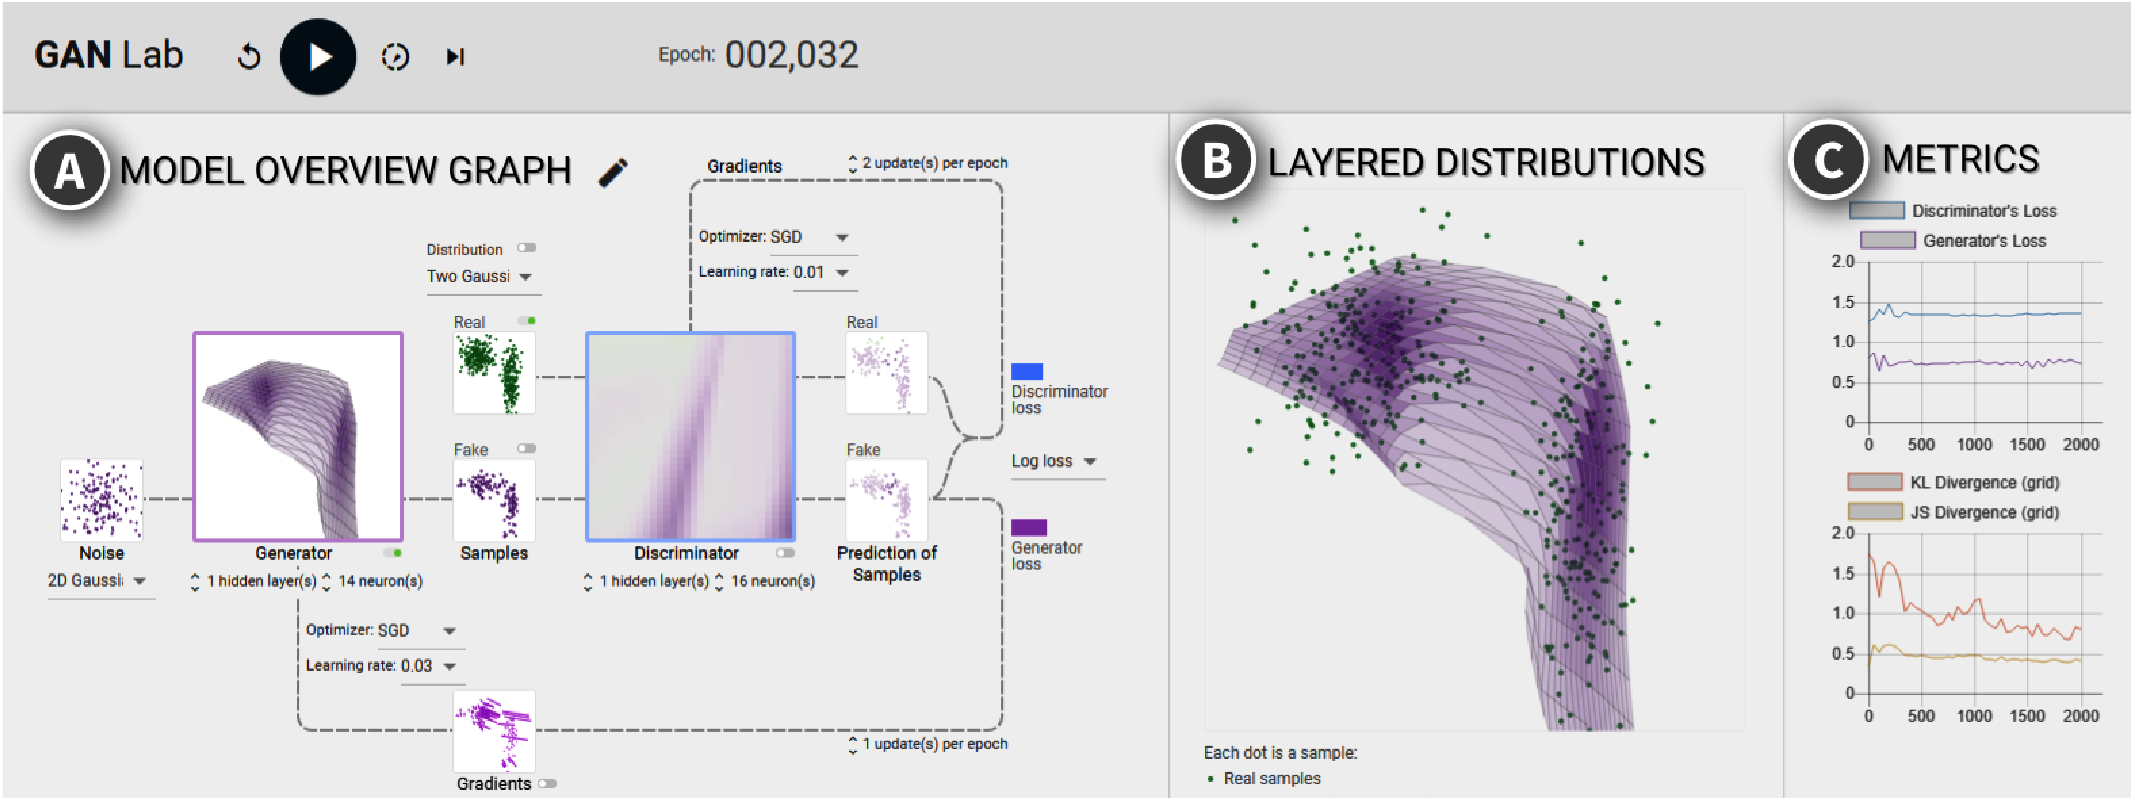 GAN Lab
Epoch: 002,032
A MODEL OVERVIEW GRAPH
Gradients
2 update(s) per epoch
Optimizer: SGD
Learning rate: 0.01
Distribution
Two Gaussi
Real
Real
Discriminator
loss
Fake
Fake
Log loss
Noise
2D Gaussi
Generator
1 hidden layer(s) 14 neuron(s)
Samples
Discriminator
1 hidden layer(s) 16 neuron(s)
Prediction of
Samples
Generator
loss
Optimizer: SGD
Learning rate: 0.03
1 update(s) per epoch
Gradients
B LAYERED DISTRIBUTIONS
Each dot is a sample:
Real samples
C METRICS
Discriminator's Loss
Generator's Loss
2.0
1.5
1.0
0.5
0
0 500 1000 1500 2000
KL Divergence (grid)
JS Divergence (grid)
2.0
1.5
1.0
0.5
0
0 500 1000 1500 2000